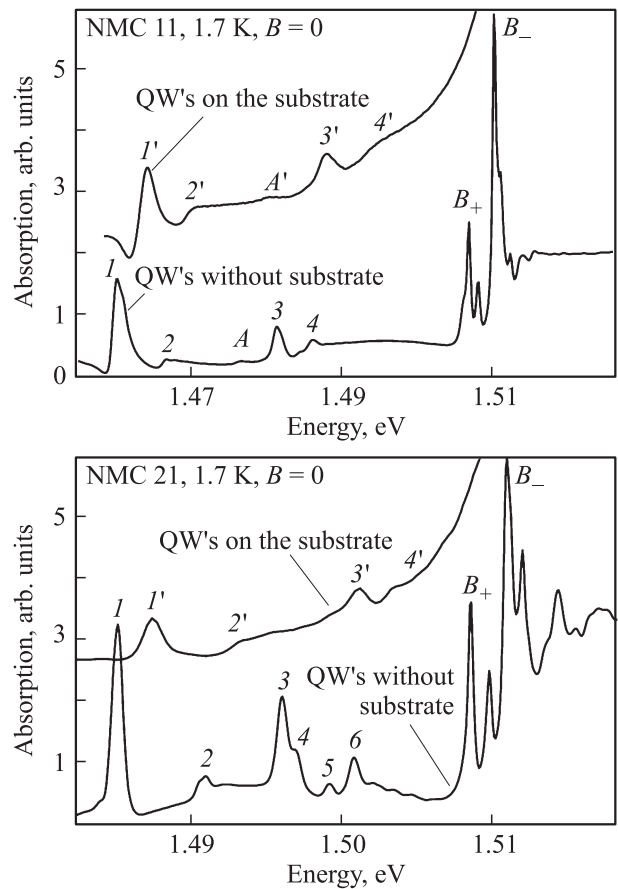 NMC 11, 1.7 K, B = 0
B−
5
QW's on the substrate
1'
3'
4'
2'
A'
3
B+
1
QW's without substrate
1
2
A
3
4
0
1.47
1.49
1.51
Absorption, arb. units
Energy, eV
NMC 21, 1.7 K, B = 0
B−
5
QW's on the substrate
3'
4'
1
1'
2'
B+
3
3
QW's without
substrate
4
2
5
6
1
1.49
1.50
1.51
Absorption, arb. units
Energy, eV